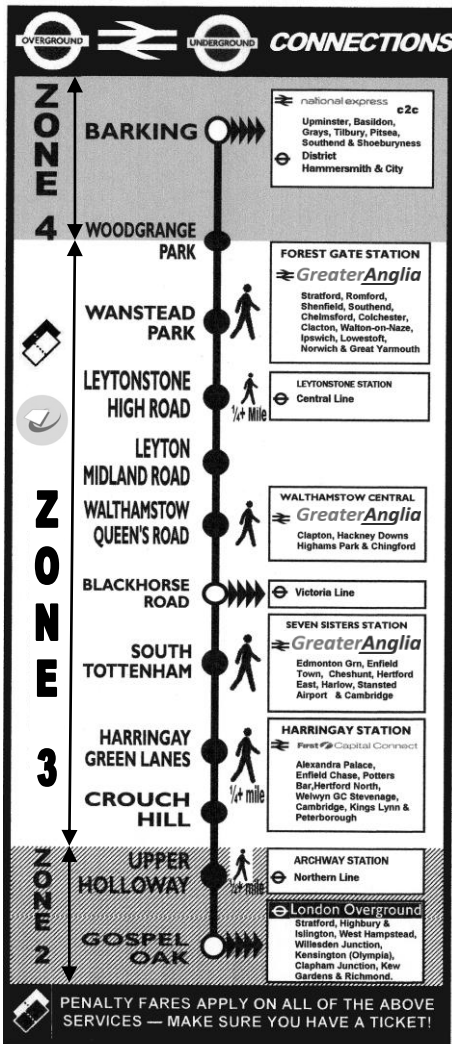 OVERGROUND
UNDERGROUND
CONNECTIONS
ZONE 4
BARKING
national express
c2c
Upminster, Basildon,
Grays, Tilbury, Pitsea,
Southend & Shoeburyness
District
Hammersmith & City
WOODGRANGE
PARK
ZONE 3
FOREST GATE STATION
GreaterAnglia
Stratford, Romford,
Shenfield, Southend,
Chelmsford, Colchester,
Clacton, Walton-on-Naze,
Ipswich, Lowestoft,
Norwich & Great Yarmouth
WANSTEAD
PARK
LEYTONSTONE
HIGH ROAD
¼+ Mile
LEYTONSTONE STATION
Central Line
LEYTON
MIDLAND ROAD
WALTHAMSTOW
QUEEN'S ROAD
WALTHAMSTOW CENTRAL
GreaterAnglia
Clapton, Hackney Downs
Highams Park & Chingford
BLACKHORSE
ROAD
Victoria Line
SOUTH
TOTTENHAM
SEVEN SISTERS STATION
GreaterAnglia
Edmonton Grn, Enfield
Town, Cheshunt, Hertford
East, Harlow, Stansted
Airport & Cambridge
HARRINGAY
GREEN LANES
¼+ mile
HARRINGAY STATION
First Capital Connect
Alexandra Palace,
Enfield Chase, Potters
Bar,Hertford North,
Welwyn GC Stevenage,
Cambridge, Kings Lynn &
Peterborough
CROUCH
HILL
ZONE 2
UPPER
HOLLOWAY
½+ mile
ARCHWAY STATION
Northern Line
GOSPEL
OAK
London Overground
Stratford, Highbury &
Islington, West Hampstead,
Willesden Junction,
Kensington (Olympia),
Clapham Junction, Kew
Gardens & Richmond.
PENALTY FARES APPLY ON ALL OF THE ABOVE
SERVICES — MAKE SURE YOU HAVE A TICKET!